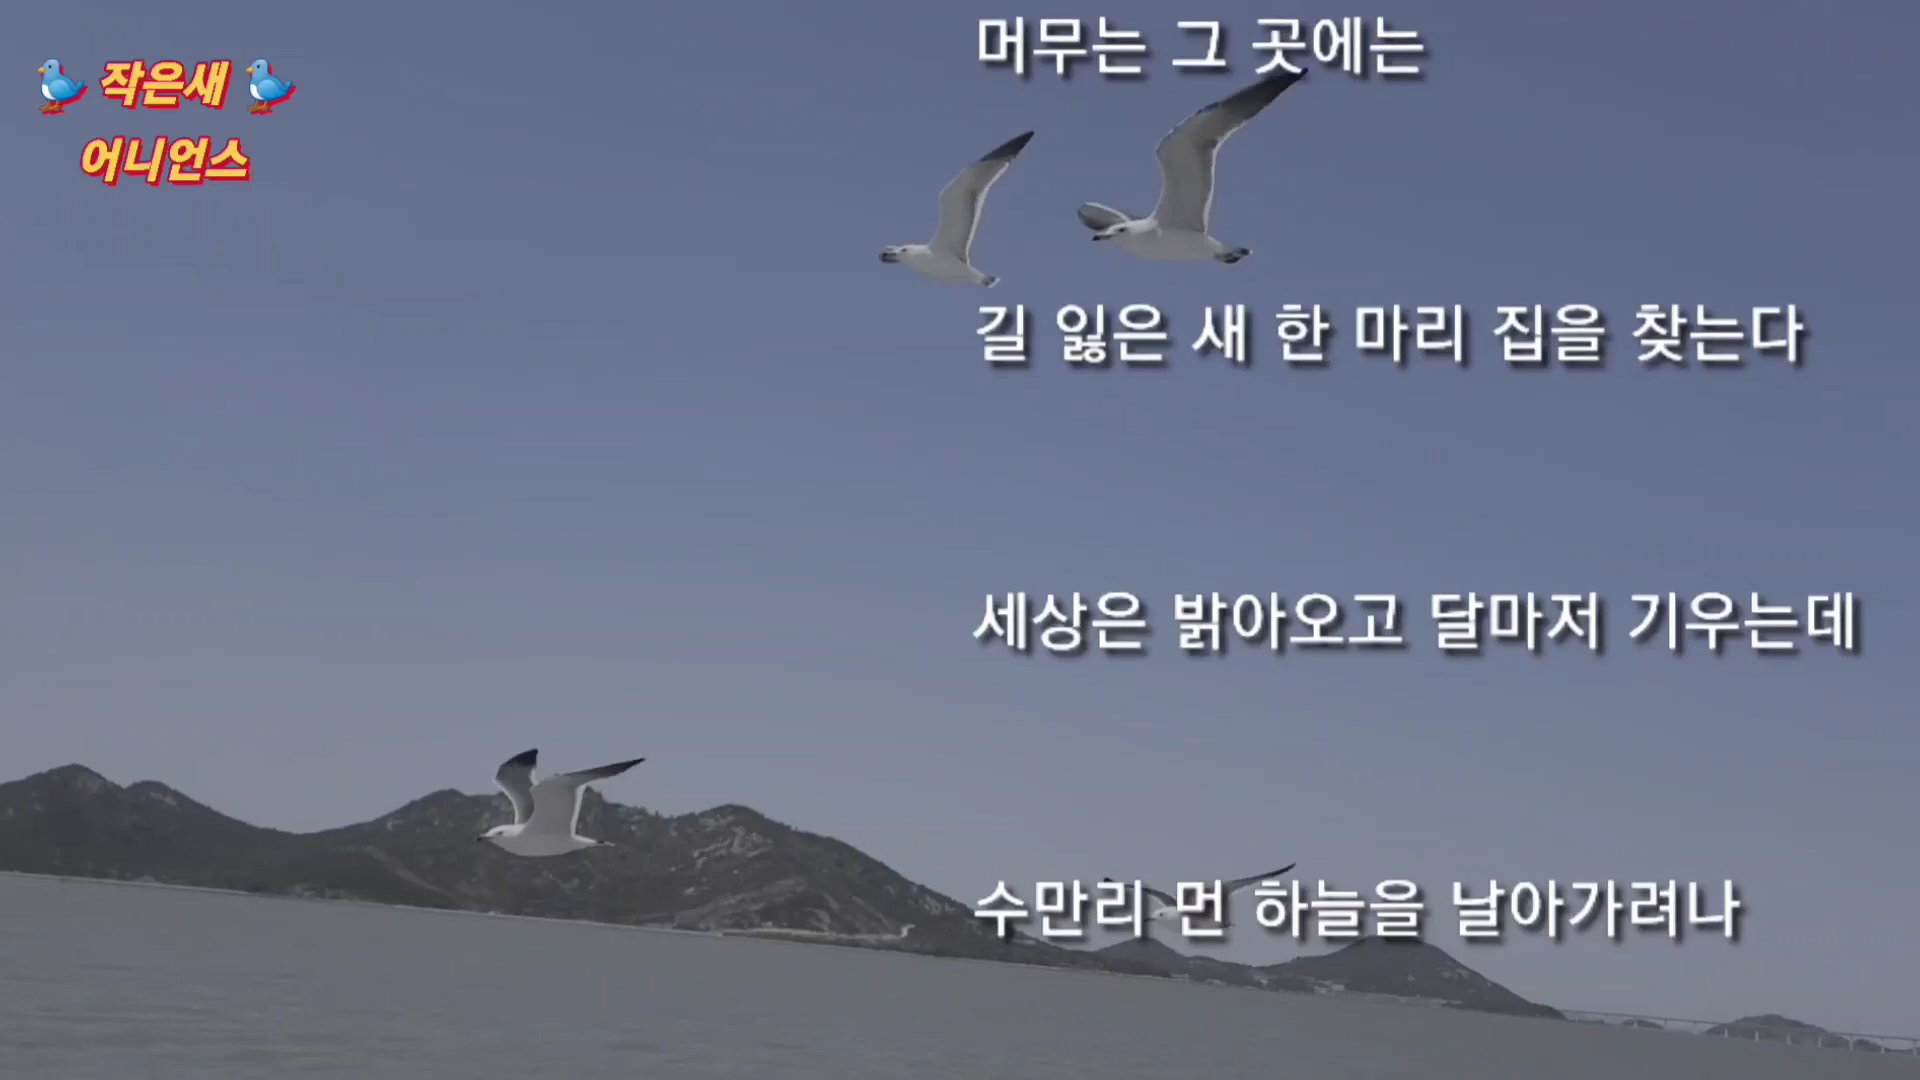 작은새
어니언스
머무는 그 곳에는
길 잃은 새 한 마리 집을 찾는다
세상은 밝아오고 달마저 기우는데
수만리 먼 하늘을 날아가려나